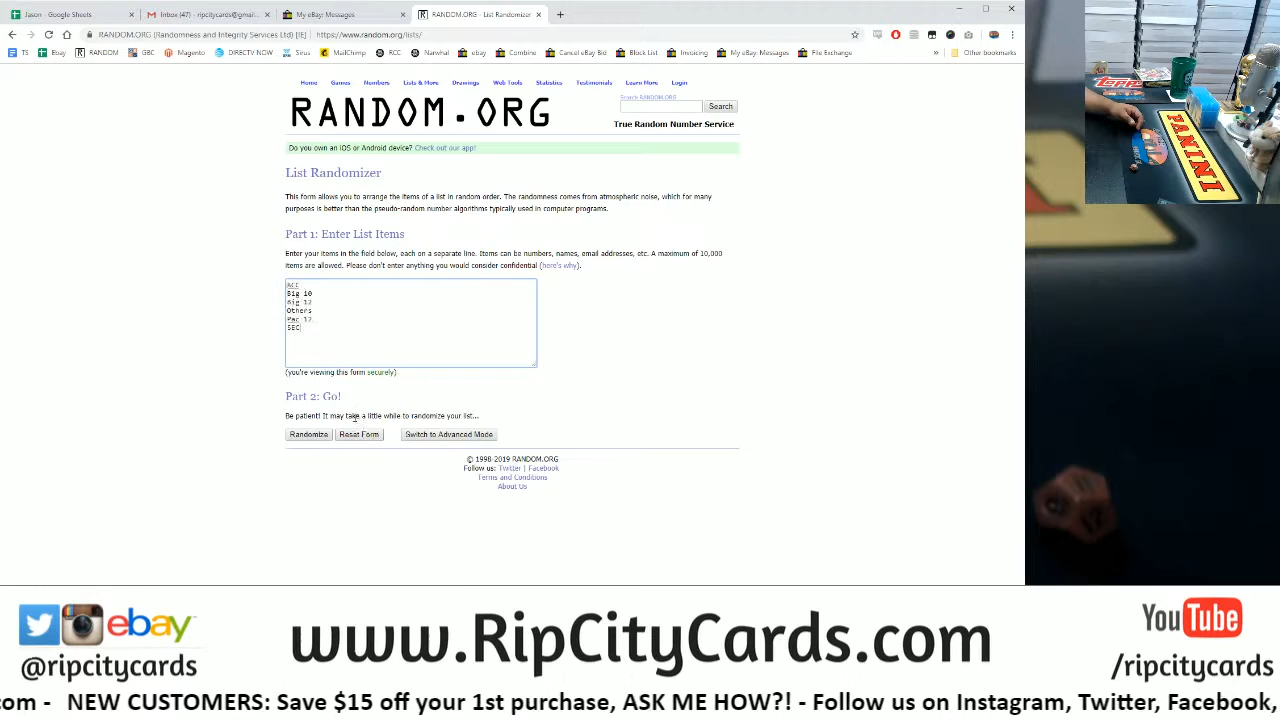 Jason - Google Sheets
Inbox (47) - ripcitycards@gmail...
My eBay: Messages
RANDOM.ORG - List Randomizer
RANDOM.ORG (Randomness and Integrity Services Ltd) [IE] | https://www.random.org/lists/
TS Ebay RANDOM GBC Magento DIRECTV NOW Sirius MailChimp RCC Narwhal ebay Combine Cancel eBay Bid Block List Invoicing My eBay: Messages File Exchange » Other bookmarks
Home Games Numbers Lists & More Drawings Web Tools Statistics Testimonials Learn More Login
RANDOM.ORG
Search RANDOM.ORG
Search
True Random Number Service
Do you own an iOS or Android device? Check out our app!
List Randomizer
This form allows you to arrange the items of a list in random order. The randomness comes from atmospheric noise, which for many
purposes is better than the pseudo-random number algorithms typically used in computer programs.
Part 1: Enter List Items
Enter your items in the field below, each on a separate line. Items can be numbers, names, email addresses, etc. A maximum of 10,000
items are allowed. Please don't enter anything you would consider confidential (here's why).
ACC
Big 10
Big 12
Others
Pac 12
SEC
(you're viewing this form securely)
Part 2: Go!
Be patient! It may take a little while to randomize your list...
Randomize Reset Form Switch to Advanced Mode
© 1998-2019 RANDOM.ORG
Follow us: Twitter | Facebook
Terms and Conditions
About Us
topps
PANINI
ebay
@ripcitycards
www.RipCityCards.com
YouTube
/ripcitycards
com - NEW CUSTOMERS: Save $15 off your 1st purchase, ASK ME HOW?! - Follow us on Instagram, Twitter, Facebook,